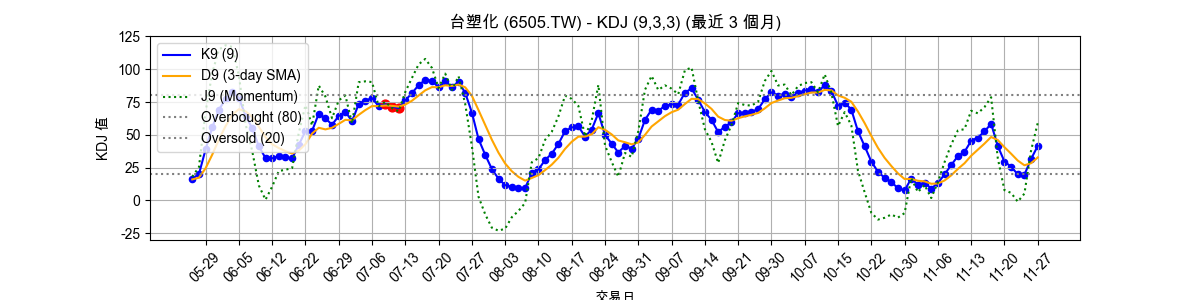 台塑化 (6505.TW) - KDJ (9,3,3) (最近 3 個月)
KDJ 值
125
100
75
50
25
0
-25
K9 (9)
D9 (3-day SMA)
J9 (Momentum)
Overbought (80)
Oversold (20)
05-29 06-05 06-12 06-22 06-29 07-06 07-13 07-20 07-27 08-03 08-10 08-17 08-24 08-31 09-07 09-14 09-21 09-30 10-07 10-15 10-22 10-30 11-06 11-13 11-20 11-27
交易日